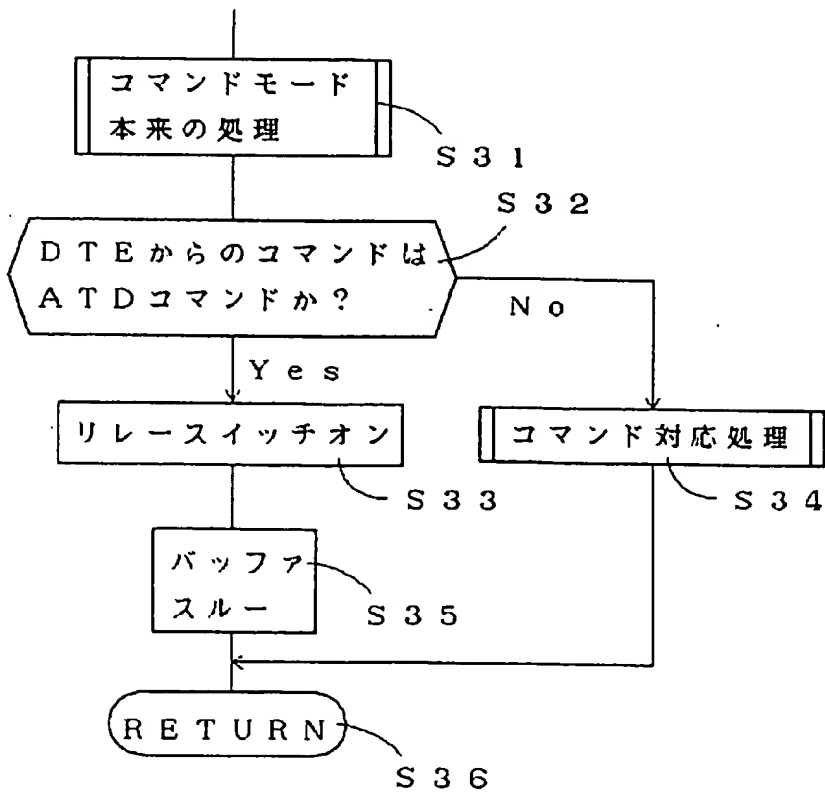 コマンドモード
本来の処理
S31
S32
DTEからのコマンドは
ATDコマンドか？
No
Yes
リレースイッチオン
コマンド対応処理
S33
S34
バッファ
スルー
S35
RETURN
S36